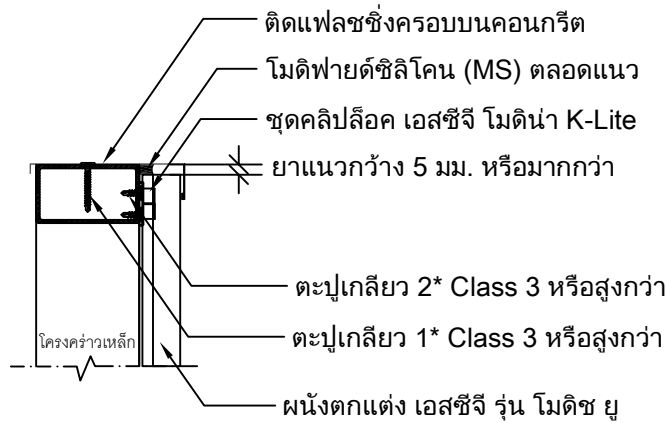 ติดแฟลชชิ่งครอบบนคอนกรีต
โมดิฟายด์ซิลิโคน (MS) ตลอดแนว
ชุดคลิปล็อค เอสซีจี โมดิน่า K-Lite
ยาแนวกว้าง 5 มม. หรือมากกว่า
ตะปูเกลียว 2* Class 3 หรือสูงกว่า
ตะปูเกลียว 1* Class 3 หรือสูงกว่า
โครงคร่าวเหล็ก
ผนังตกแต่ง เอสซีจี รุ่น โมดิช ยู